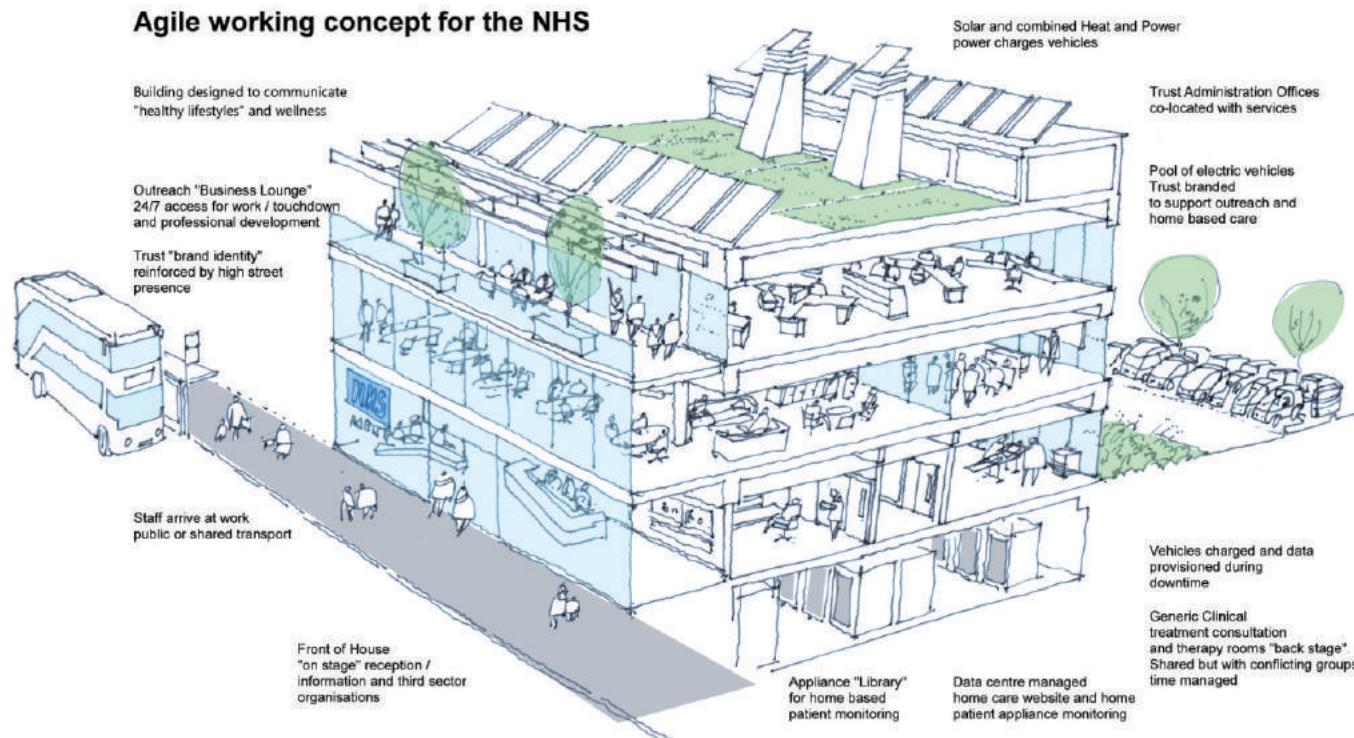 Agile working concept for the NHS
Solar and combined Heat and Power
power charges vehicles
Building designed to communicate
"healthy lifestyles" and wellness
Trust Administration Offices
co-located with services
Outreach "Business Lounge"
24/7 access for work / touchdown
and professional development
Pool of electric vehicles
Trust branded
to support outreach and
home based care
Trust "brand identity"
reinforced by high street
presence
NHS
Staff arrive at work
public or shared transport
Vehicles charged and data
provisioned during
downtime
Generic Clinical
treatment consultation
and therapy rooms "back stage".
Shared but with conflicting groups
time managed
Front of House
"on stage" reception /
information and third sector
organisations
Appliance "Library"
for home based
patient monitoring
Data centre managed
home care website and home
patient appliance monitoring